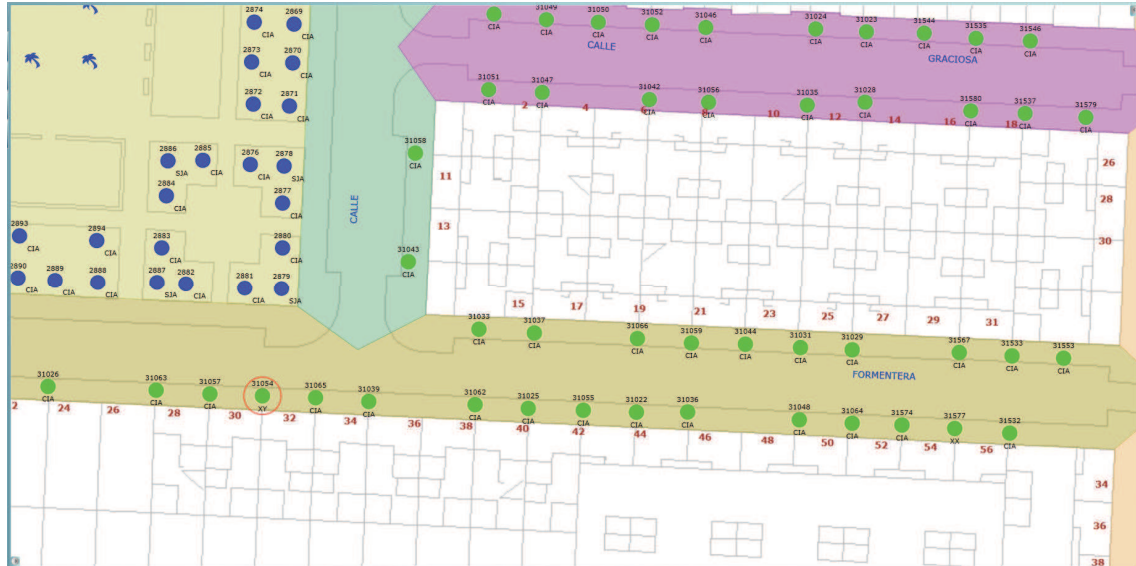 2874 2869 31049 31050 31052 31046 31024 31023 31544 31535 31546
CIA CIA CIA CIA CIA CIA CIA CIA CIA CIA CIA CIA
CALLE GRACIOSA
2873 2870
CIA CIA
31051 31047 31042 31056 31035 31028 31580 31537 31579
CIA CIA CIA CIA CIA CIA CIA CIA CIA
2872 2871
CIA CIA
2 4 6 8 10 12 14 16 18
31058
CIA
2886 2885 2876 2878
SJA CIA CIA CIA
11 26
2884 2877
CIA CIA
28
CALLE
13 30
2893 2894 2883 2880
CIA CIA CIA CIA
31043
CIA
2890 2889 2888 2887 2882 2881 2879
CIA CIA CIA SJA CIA CIA SJA
15 17 19 21 23 25 27 29 31
31033 31037 31066 31059 31044 31031 31029 31567 31533 31553
CIA CIA CIA CIA CIA CIA CIA CIA CIA CIA
FORMENTERA
31026 31063 31057 31054 31065 31039 31062 31025 31055 31022 31036 31048 31064 31574 31577 31532
CIA CIA CIA XY CIA CIA CIA CIA CIA CIA CIA CIA CIA CIA XX CIA
2 24 26 28 30 32 34 36 38 40 42 44 46 48 50 52 54 56
34
36
38